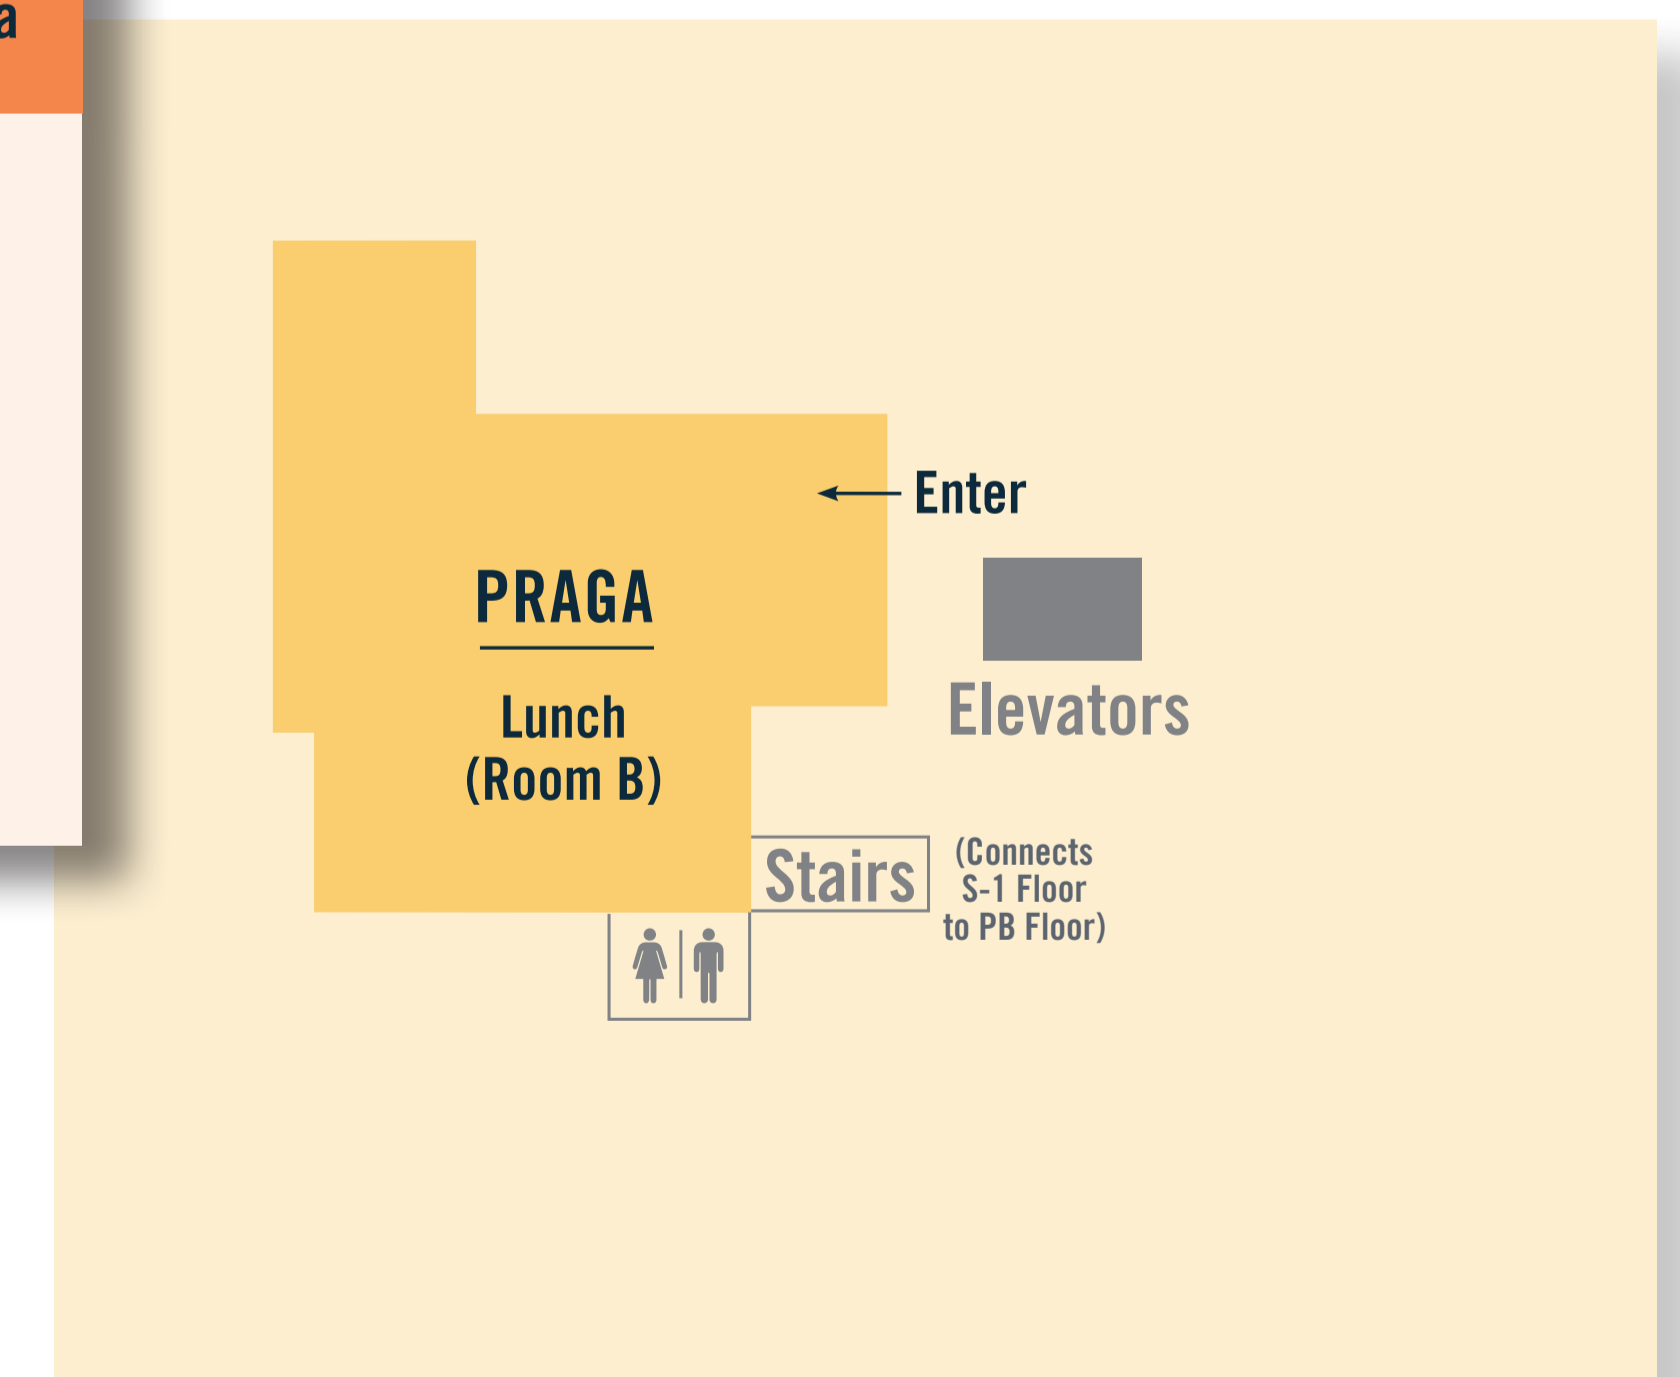 a
Enter
PRAGA
Elevators
Lunch
(Room B)
Stairs
(Connects
S-1 Floor
to PB Floor)